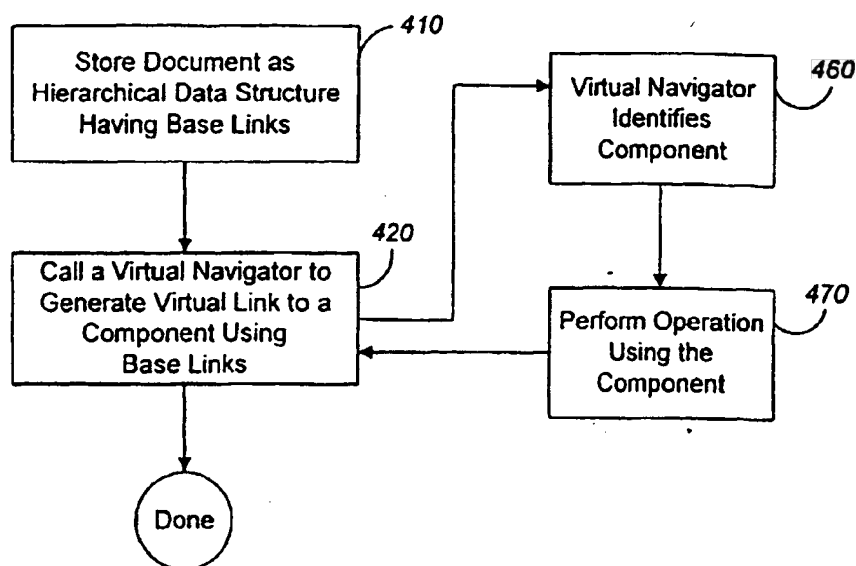 410
Store Document as
Hierarchical Data Structure
Having Base Links
460
Virtual Navigator
Identifies
Component
420
Call a Virtual Navigator to
Generate Virtual Link to a
Component Using
Base Links
470
Perform Operation
Using the
Component
Done